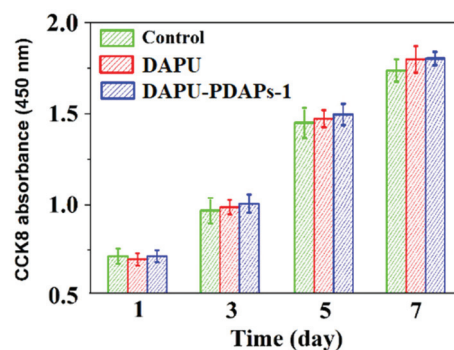 2.0
1.5
1.0
0.5
CCK8 absorbance (450 nm)
Control
DAPU
DAPU-PDAPs-1
1 3 5 7
Time (day)